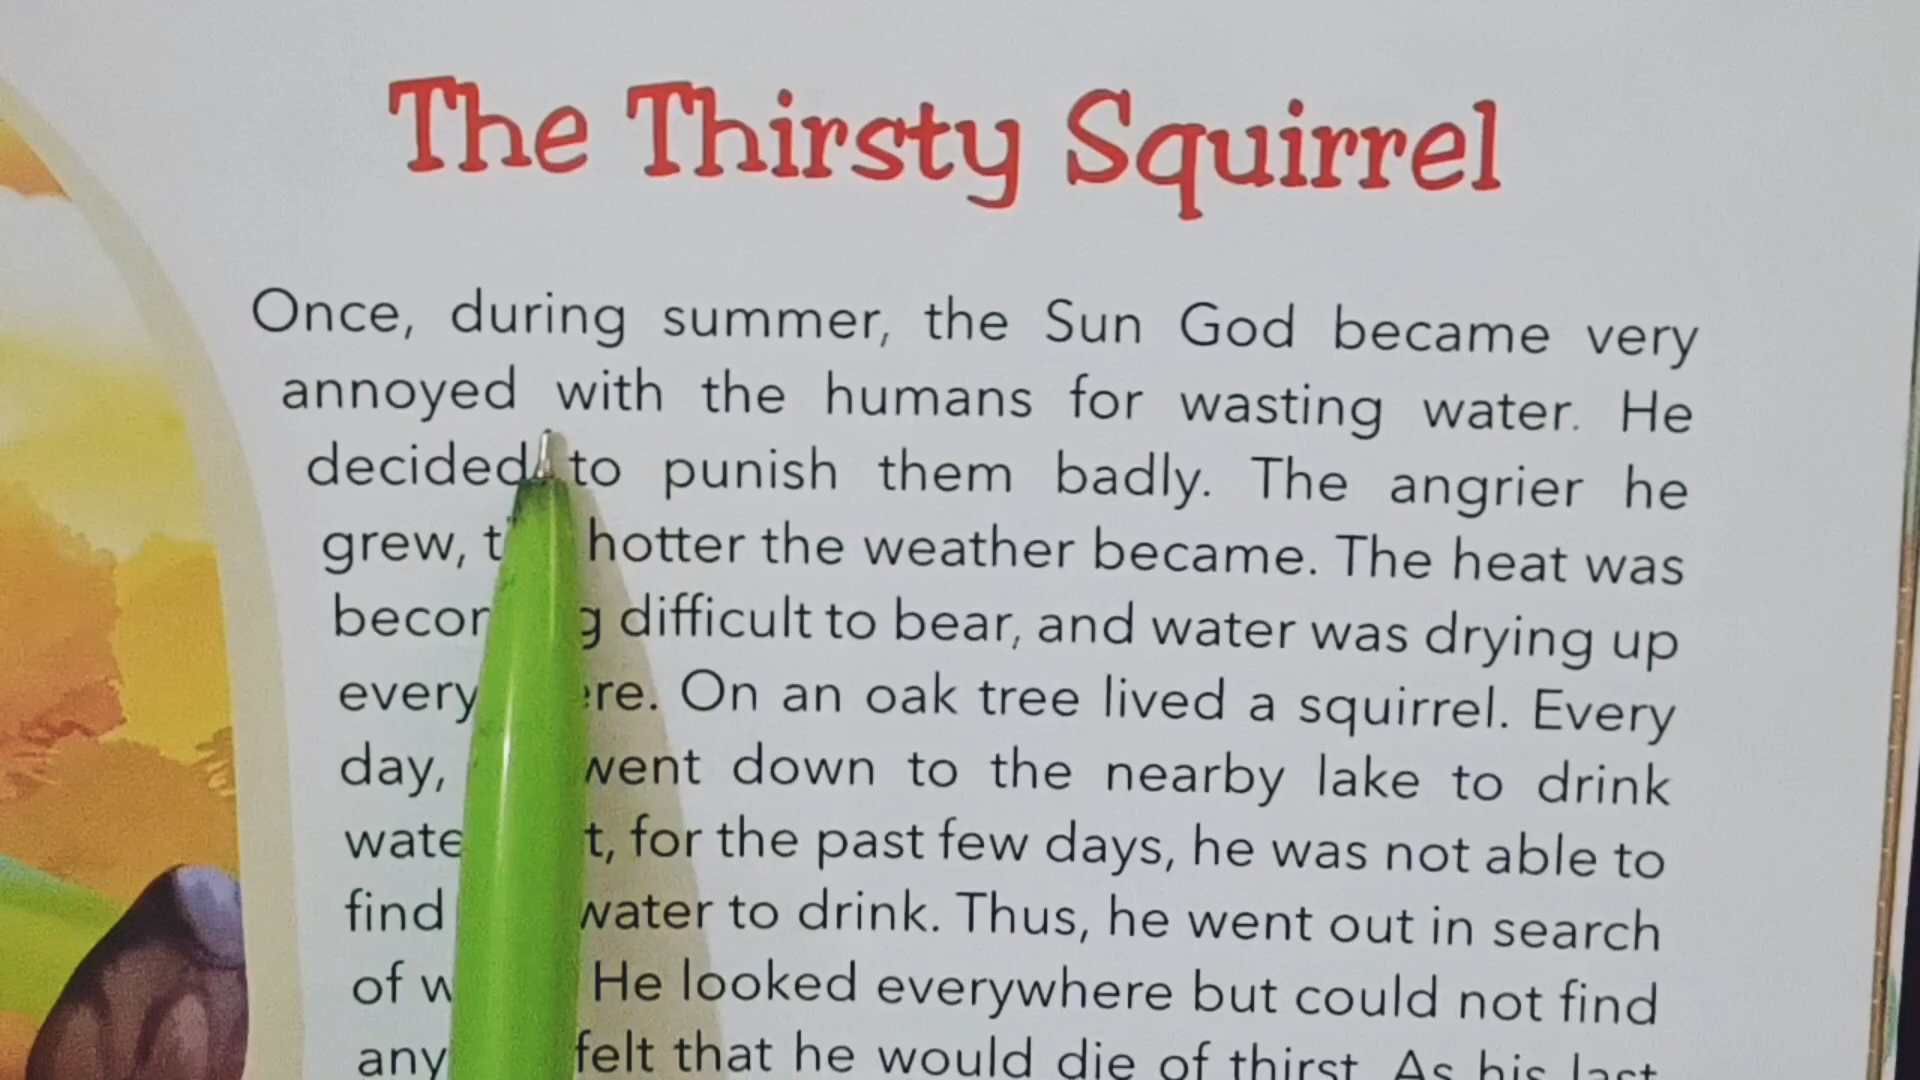 The Thirsty Squirrel
Once, during summer, the Sun God became very
annoyed with the humans for wasting water. He
decided to punish them badly. The angrier he
grew, hotter the weather became. The heat was
difficult to bear, and water was drying up
On an oak tree lived a squirrel. Every
day, went down to the nearby lake to drink
for the past few days, he was not able to
find water to drink. Thus, he went out in search
of He looked everywhere but could not find
any felt that he would die of thirst. As his last